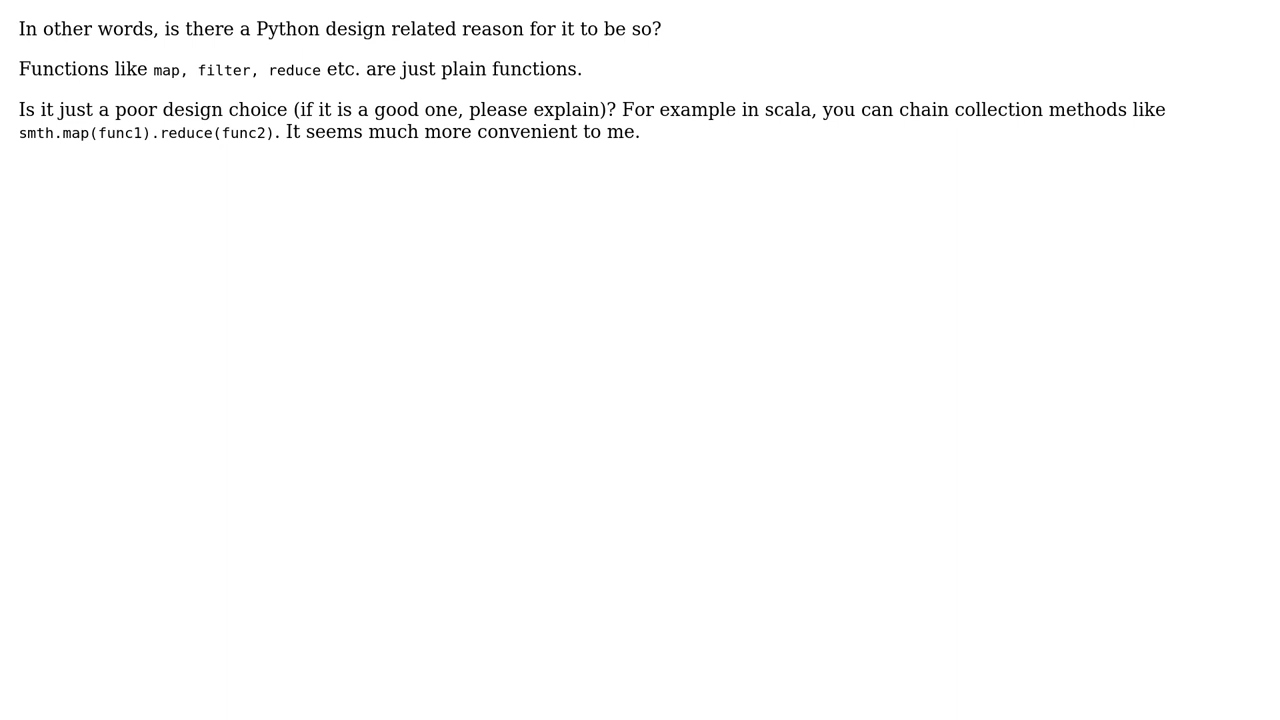 In other words, is there a Python design related reason for it to be so?
Functions like map, filter, reduce etc. are just plain functions.
Is it just a poor design choice (if it is a good one, please explain)? For example in scala, you can chain collection methods like
smth.map(func1).reduce(func2). It seems much more convenient to me.